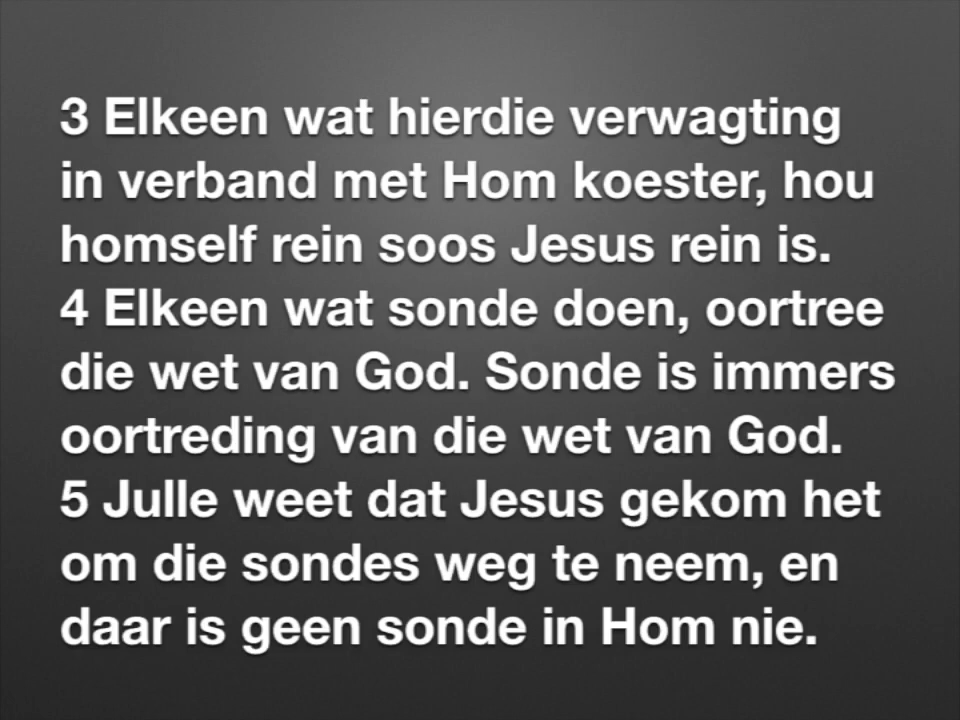 3 Elkeen wat hierdie verwagting
in verband met Hom koester, hou
homself rein soos Jesus rein is.
4 Elkeen wat sonde doen, oortree
die wet van God. Sonde is immers
oortreding van die wet van God.
5 Julle weet dat Jesus gekom het
om die sondes weg te neem, en
daar is geen sonde in Hom nie.